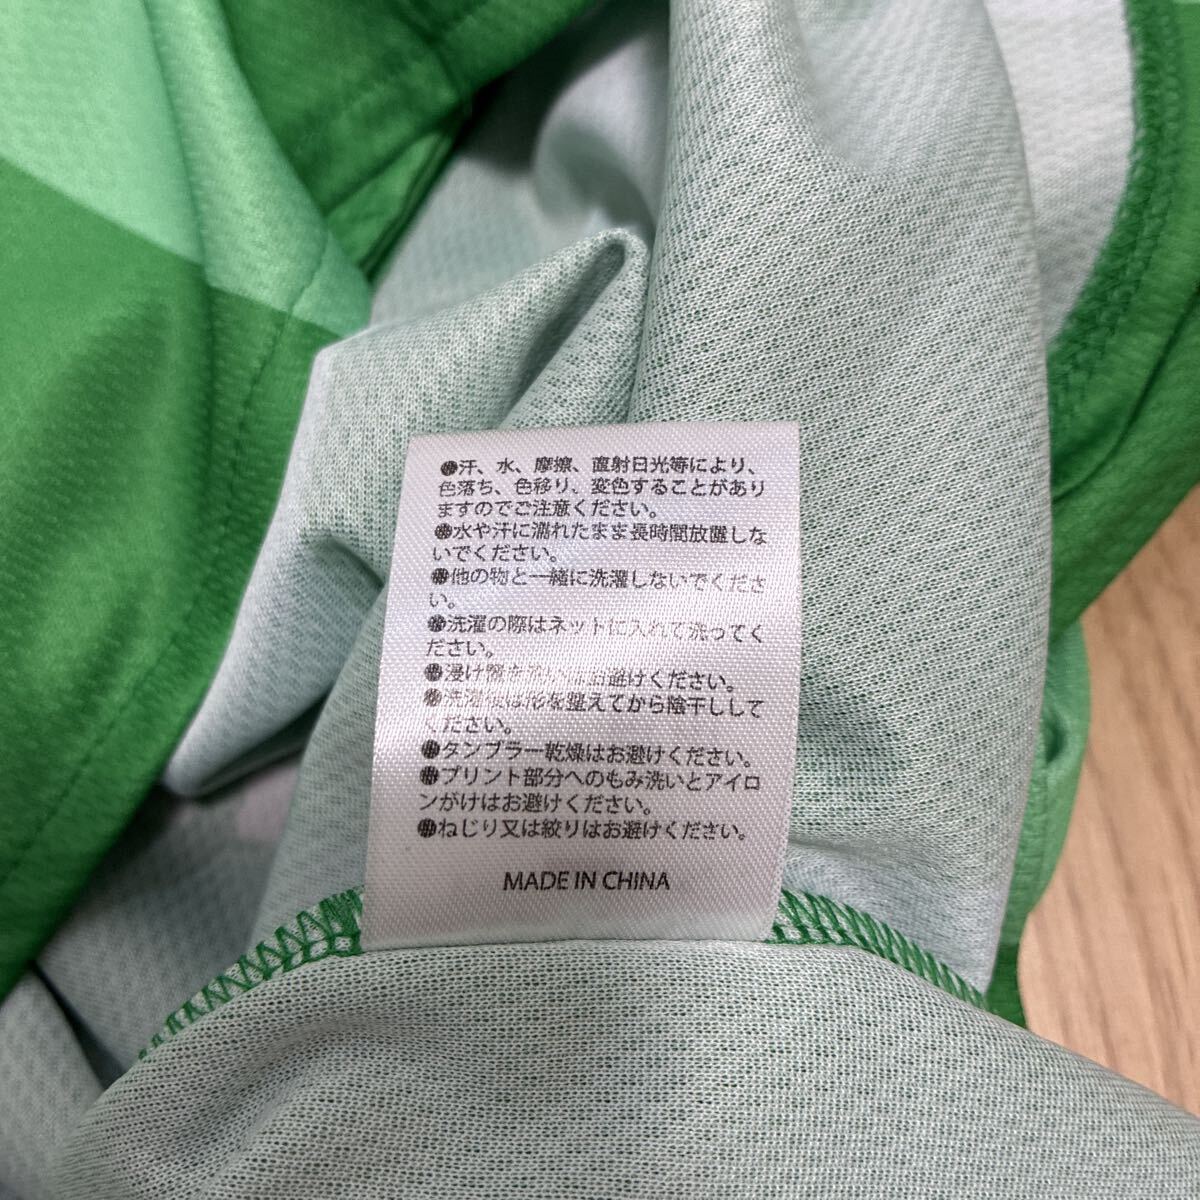 ●汗、水、摩擦、直射日光等により、
色落ち、色移り、変色することがあり
ますのでご注意ください。
●水や汗に濡れたまま長時間放置しな
いでください。
●他の物と一緒に洗濯しないでくださ
い。
●洗濯の際はネットに入れて洗ってく
ださい。
●浸け置き洗いはお避けください。
●洗濯後は形を整えてから陰干しして
ください。
●タンブラー乾燥はお避けください。
●プリント部分へのもみ洗いとアイロ
ンがけはお避けください。
●ねじり又は絞りはお避けください。
MADE IN CHINA